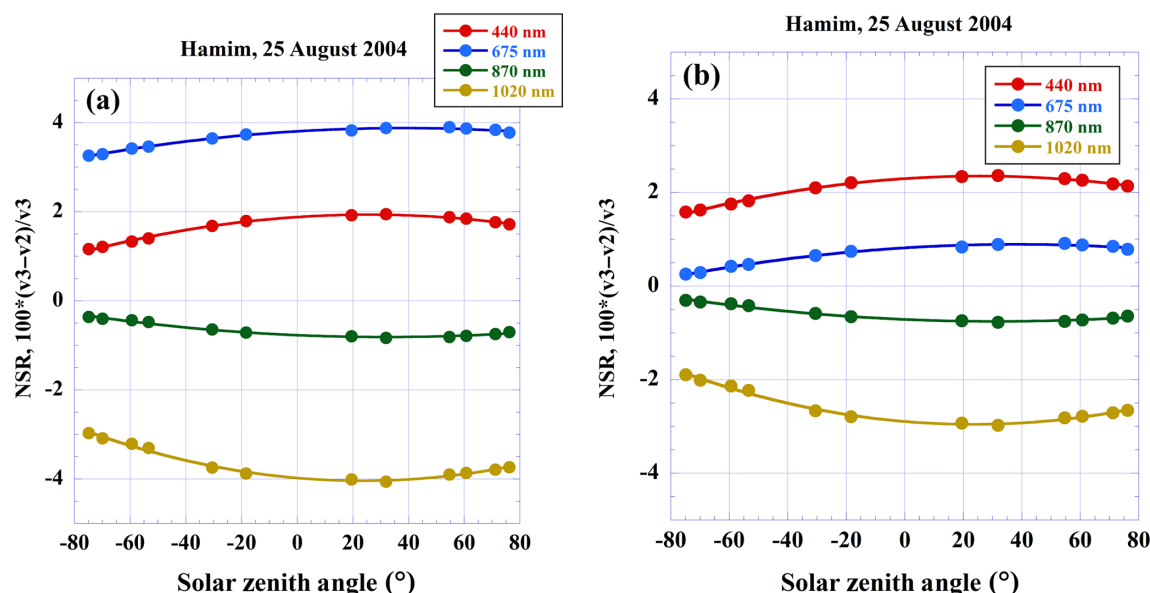 Hamim, 25 August 2004
440 nm
675 nm
870 nm
1020 nm
(a)
4
2
0
-2
-4
NSR, 100*(v3−v2)/v3
-80 -60 -40 -20 0 20 40 60 80
Solar zenith angle (°)
Hamim, 25 August 2004
(b)
440 nm
675 nm
870 nm
1020 nm
4
2
0
-2
-4
NSR, 100*(v3−v2)/v3
-80 -60 -40 -20 0 20 40 60 80
Solar zenith angle (°)